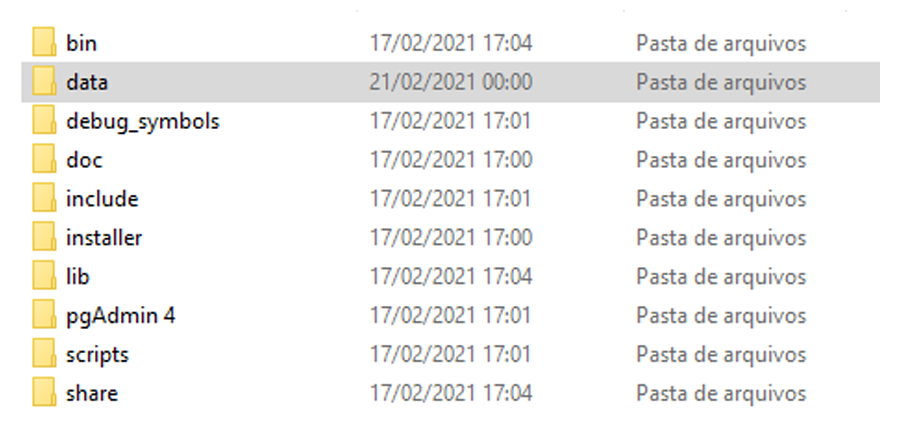 bin 17/02/2021 17:04 Pasta de arquivos
data 21/02/2021 00:00 Pasta de arquivos
debug_symbols 17/02/2021 17:01 Pasta de arquivos
doc 17/02/2021 17:00 Pasta de arquivos
include 17/02/2021 17:01 Pasta de arquivos
installer 17/02/2021 17:00 Pasta de arquivos
lib 17/02/2021 17:04 Pasta de arquivos
pgAdmin 4 17/02/2021 17:01 Pasta de arquivos
scripts 17/02/2021 17:01 Pasta de arquivos
share 17/02/2021 17:04 Pasta de arquivos